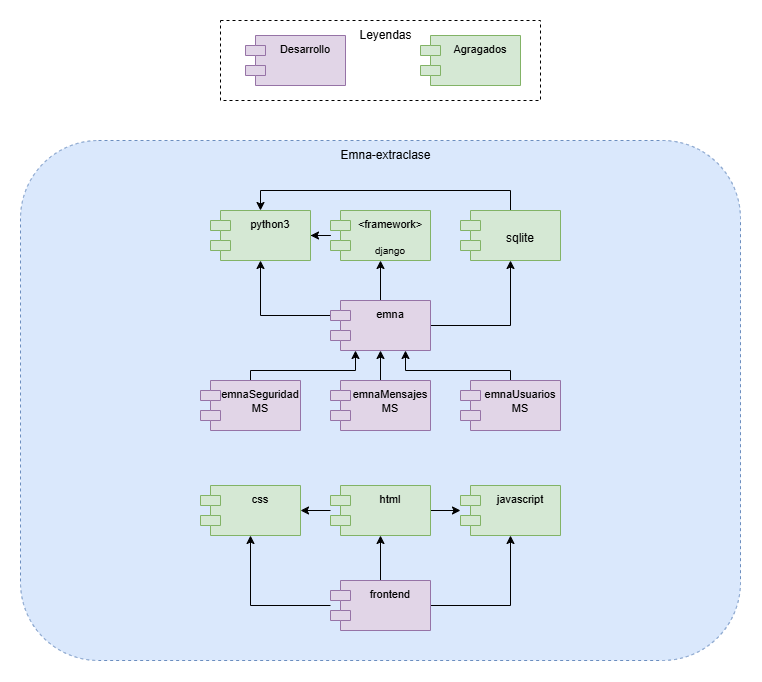 Leyendas
Desarrollo
Agragados
Emna-extraclase
python3
<framework>
django
sqlite
emna
emnaSeguridad
MS
emnaMensajes
MS
emnaUsuarios
MS
css
html
javascript
frontend